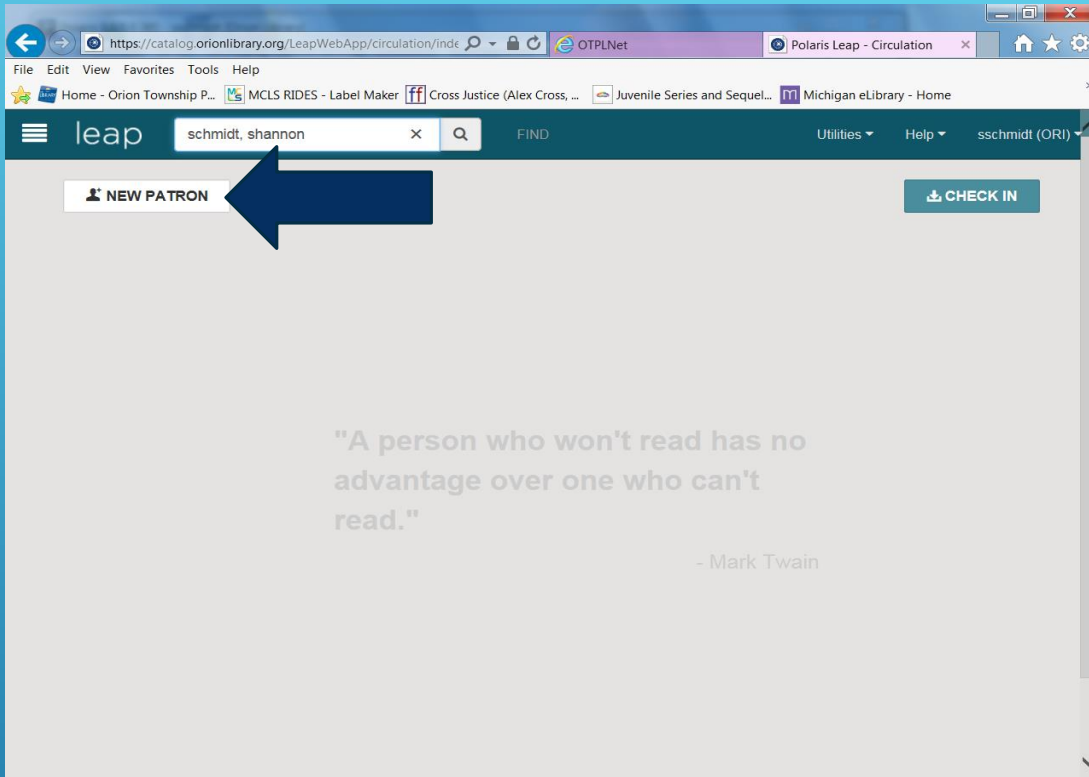 https://catalog.orionlibrary.org/LeapWebApp/circulation/inde
OTPLNet
Polaris Leap - Circulation
File Edit View Favorites Tools Help
Home - Orion Township P... MCLS RIDES - Label Maker ff Cross Justice (Alex Cross, ... Juvenile Series and Sequel... m Michigan eLibrary - Home
leap schmidt, shannon FIND Utilities Help sschmidt (ORI)
NEW PATRON CHECK IN
"A person who won't read has no
advantage over one who can't
read."
- Mark Twain